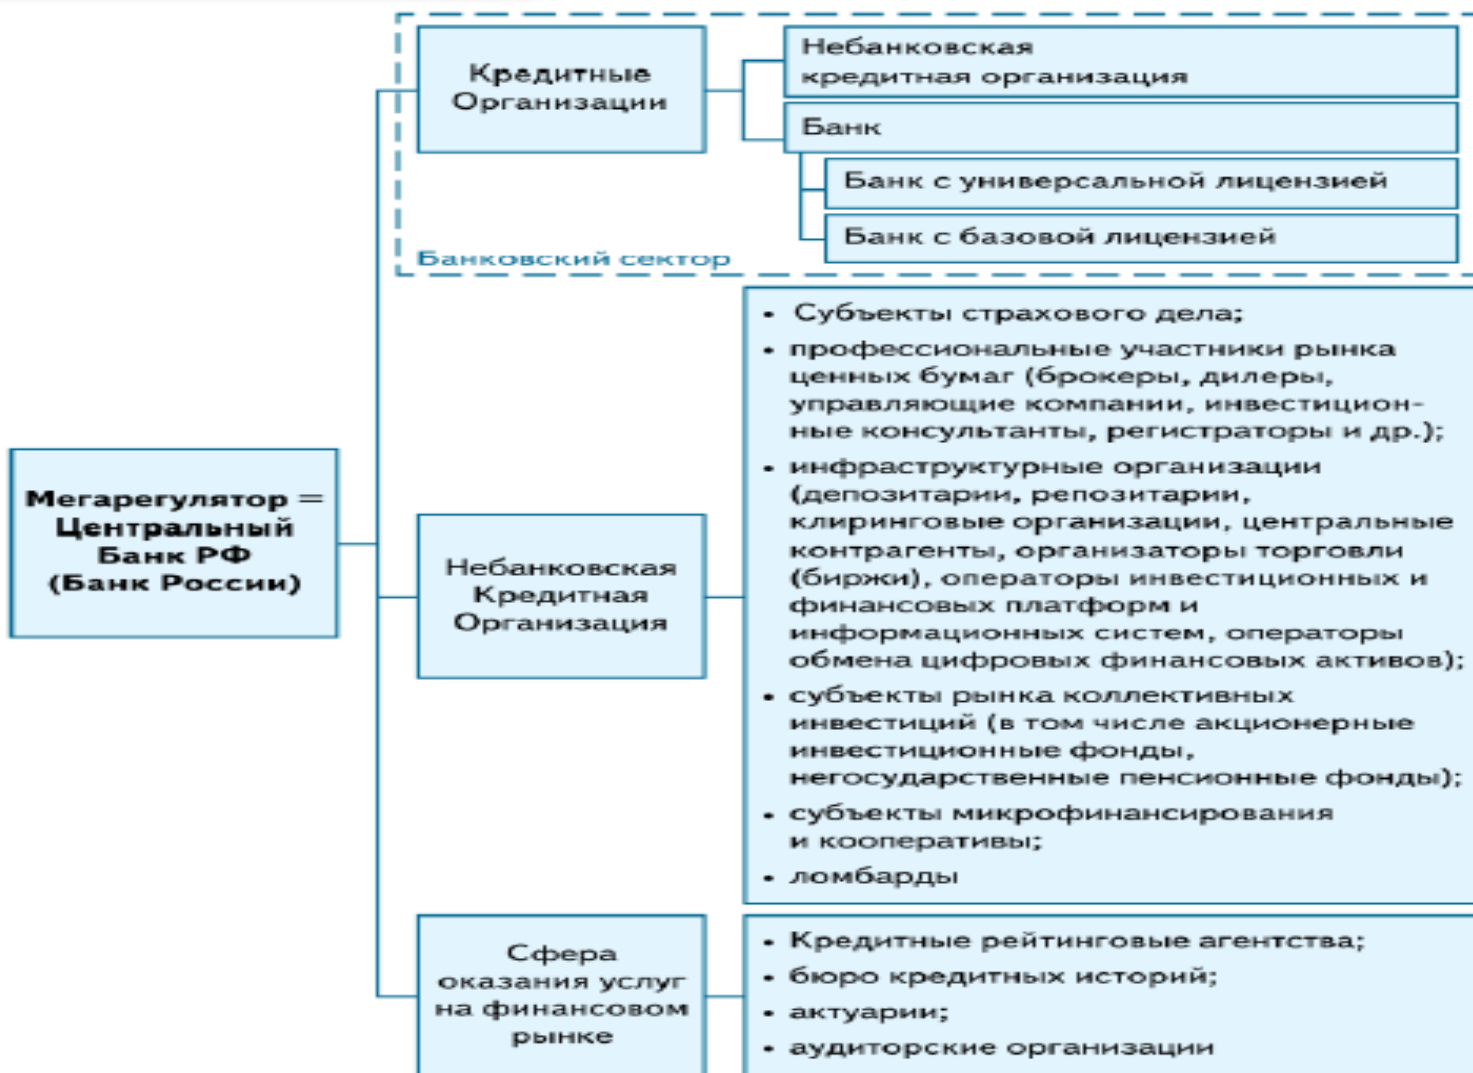 Кредитные
Организации
Небанковская
кредитная организация
Банк
Банк с универсальной лицензией
Банк с базовой лицензией
Банковский сектор
Мегарегулятор =
Центральный
Банк РФ
(Банк России)
Небанковская
Кредитная
Организация
• Субъекты страхового дела;
• профессиональные участники рынка
ценных бумаг (брокеры, дилеры,
управляющие компании, инвестицион-
ные консультанты, регистраторы и др.);
• инфраструктурные организации
(депозитарии, репозитарии,
клиринговые организации, центральные
контрагенты, организаторы торговли
(биржи), операторы инвестиционных и
финансовых платформ и
информационных систем, операторы
обмена цифровых финансовых активов);
• субъекты рынка коллективных
инвестиций (в том числе акционерные
инвестиционные фонды,
негосударственные пенсионные фонды);
• субъекты микрофинансирования
и кооперативы;
• ломбарды
Сфера
оказания услуг
на финансовом
рынке
• Кредитные рейтинговые агентства;
• бюро кредитных историй;
• актуарии;
• аудиторские организации